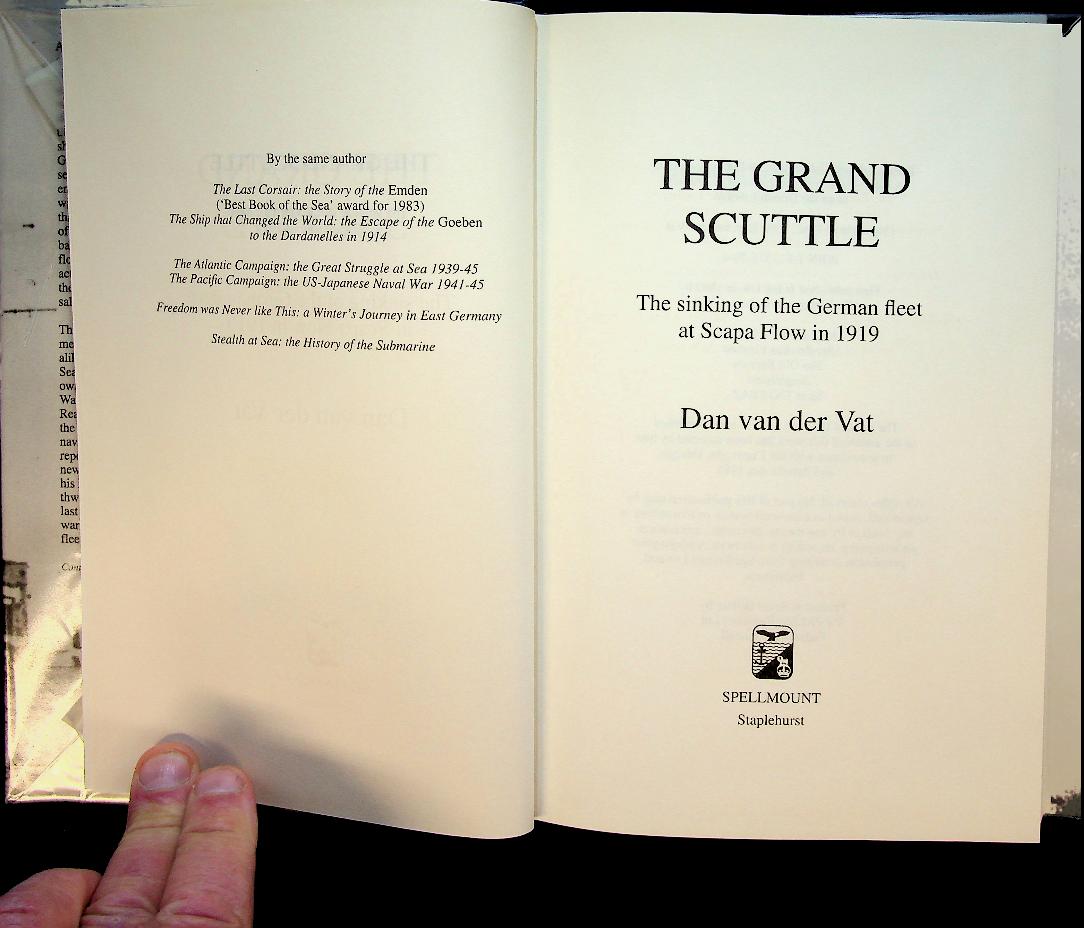 By the same author
The Last Corsair: the Story of the Emden
(‘Best Book of the Sea’ award for 1983)
The Ship that Changed the World: the Escape of the Goeben
to the Dardanelles in 1914
The Atlantic Campaign: the Great Struggle at Sea 1939-45
The Pacific Campaign: the US-Japanese Naval War 1941-45
Freedom was Never like This: a Winter’s Journey in East Germany
Stealth at Sea: the History of the Submarine
THE GRAND
SCUTTLE
The sinking of the German fleet
at Scapa Flow in 1919
Dan van der Vat
SPELLMOUNT
Staplehurst